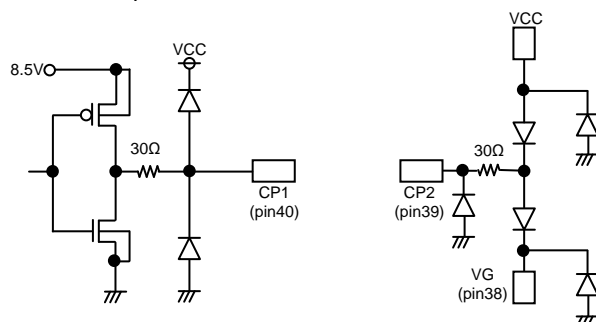 VCC
8.5V
30Ω
CP1
(pin40)
VCC
30Ω
CP2
(pin39)
VG
(pin38)